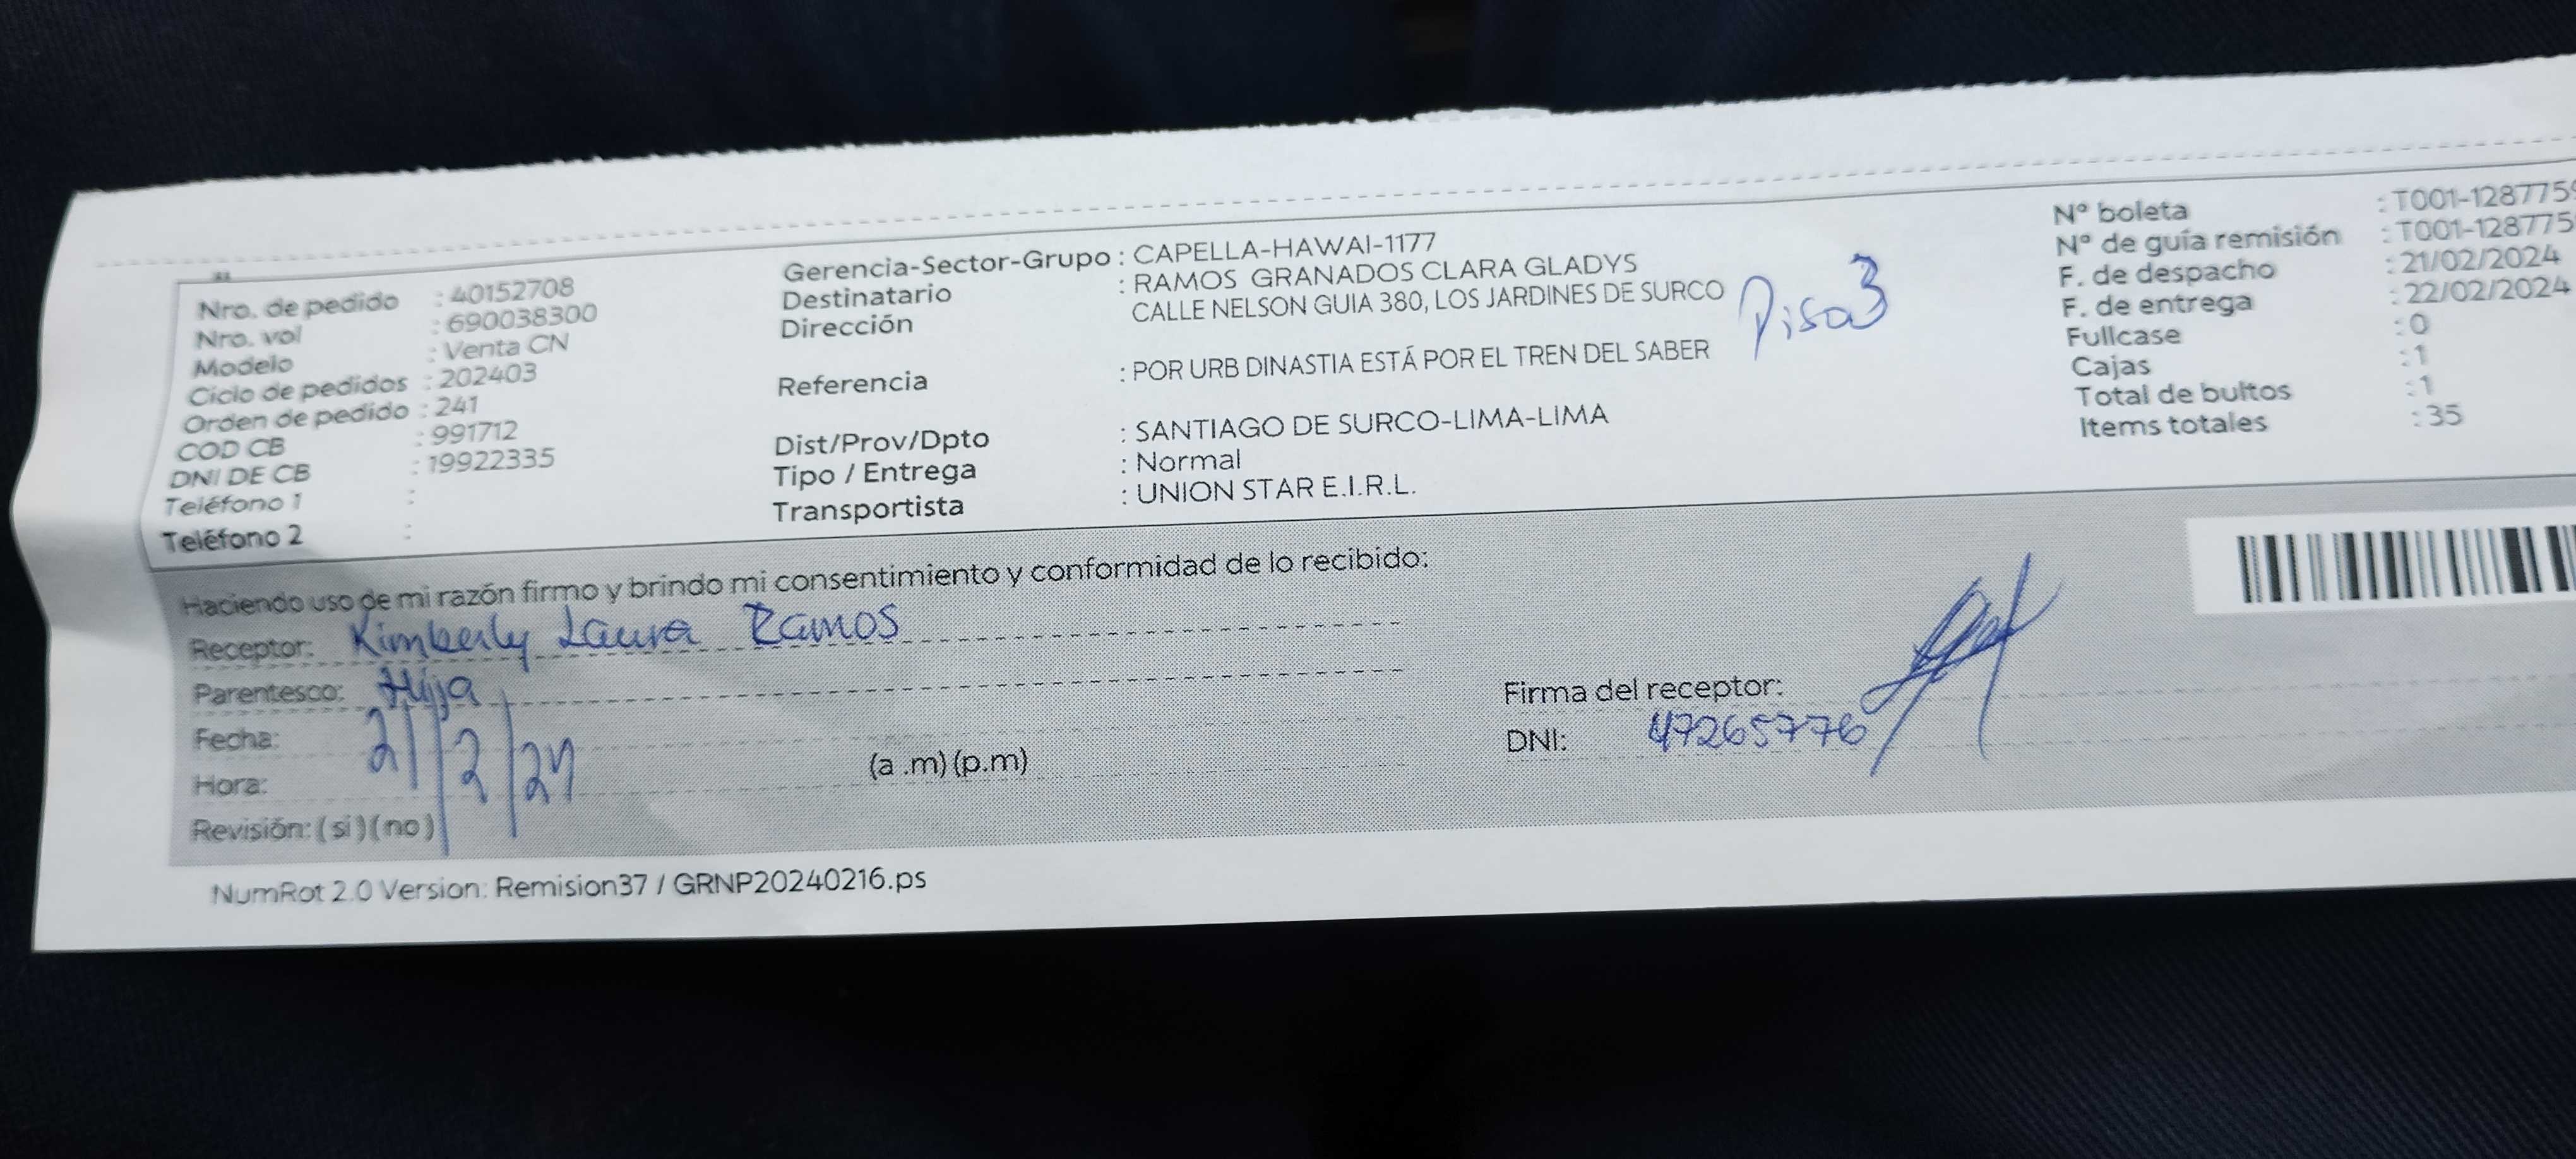 Nro. de pedido : 40152708
Nro. vol : 690038300
Modelo : Venta CN
Ciclo de pedidos : 202403
Orden de pedido : 241
COD CB : 991712
DNI DE CB : 19922335
Teléfono 1 :
Teléfono 2 :
Gerencia-Sector-Grupo : CAPELLA-HAWAI-1177
Destinatario : RAMOS GRANADOS CLARA GLADYS
Dirección CALLE NELSON GUIA 380, LOS JARDINES DE SURCO
Piso 3
Referencia : POR URB DINASTIA ESTÁ POR EL TREN DEL SABER
Dist/Prov/Dpto : SANTIAGO DE SURCO-LIMA-LIMA
Tipo / Entrega : Normal
Transportista : UNION STAR E.I.R.L.
N° boleta : T001-128775
N° de guía remisión : T001-128775
F. de despacho : 21/02/2024
F. de entrega : 22/02/2024
Fullcase : 0
Cajas : 1
Total de bultos : 1
Items totales : 35
Haciendo uso de mi razón firmo y brindo mi consentimiento y conformidad de lo recibido:
Receptor: Kimberly Laura Ramos
Parentesco: Hija
Fecha: 21/2/24
Hora: (a .m) (p.m)
Revisión: ( si ) ( no )
Firma del receptor:
DNI: 47265776
NumRot 2.0 Version: Remision37 / GRNP20240216.ps